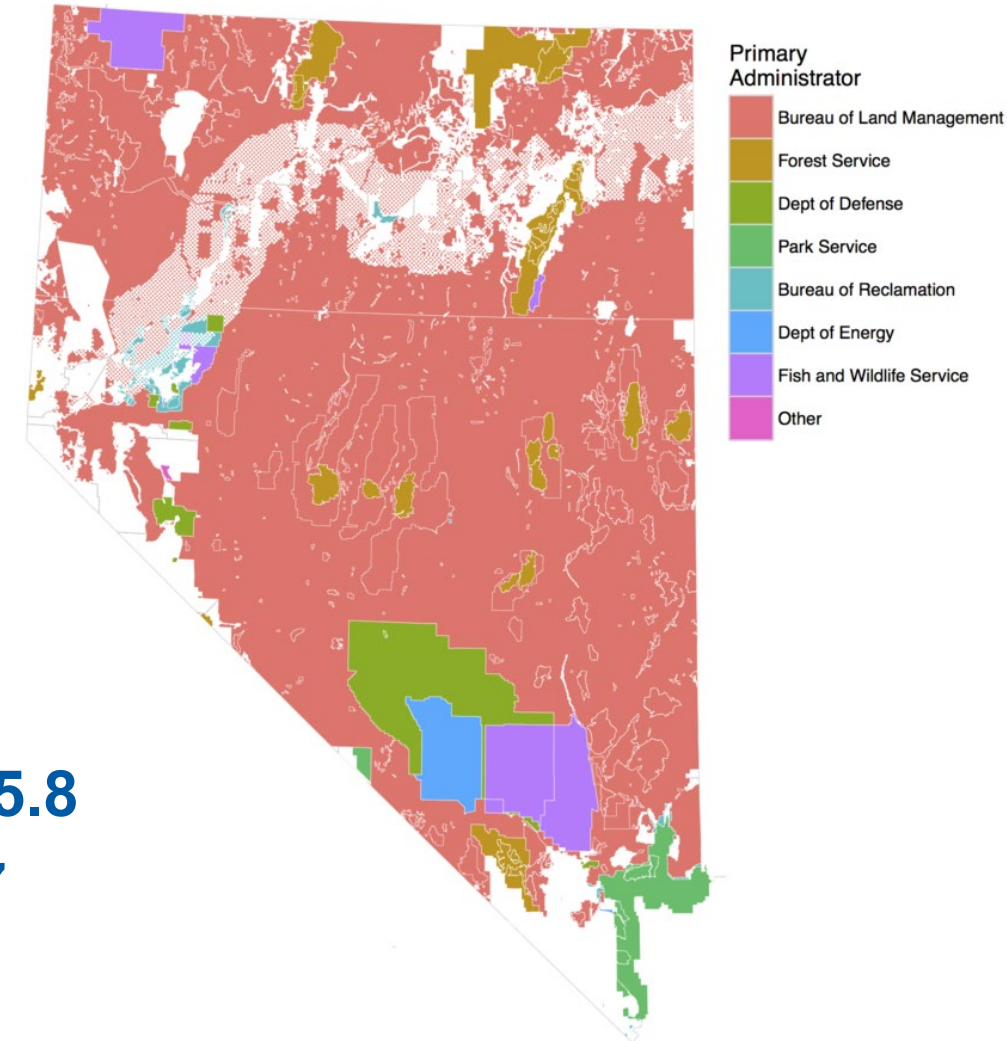 Primary
Administrator
Bureau of Land Management
Forest Service
Dept of Defense
Park Service
Bureau of Reclamation
Dept of Energy
Fish and Wildlife Service
Other
5.8